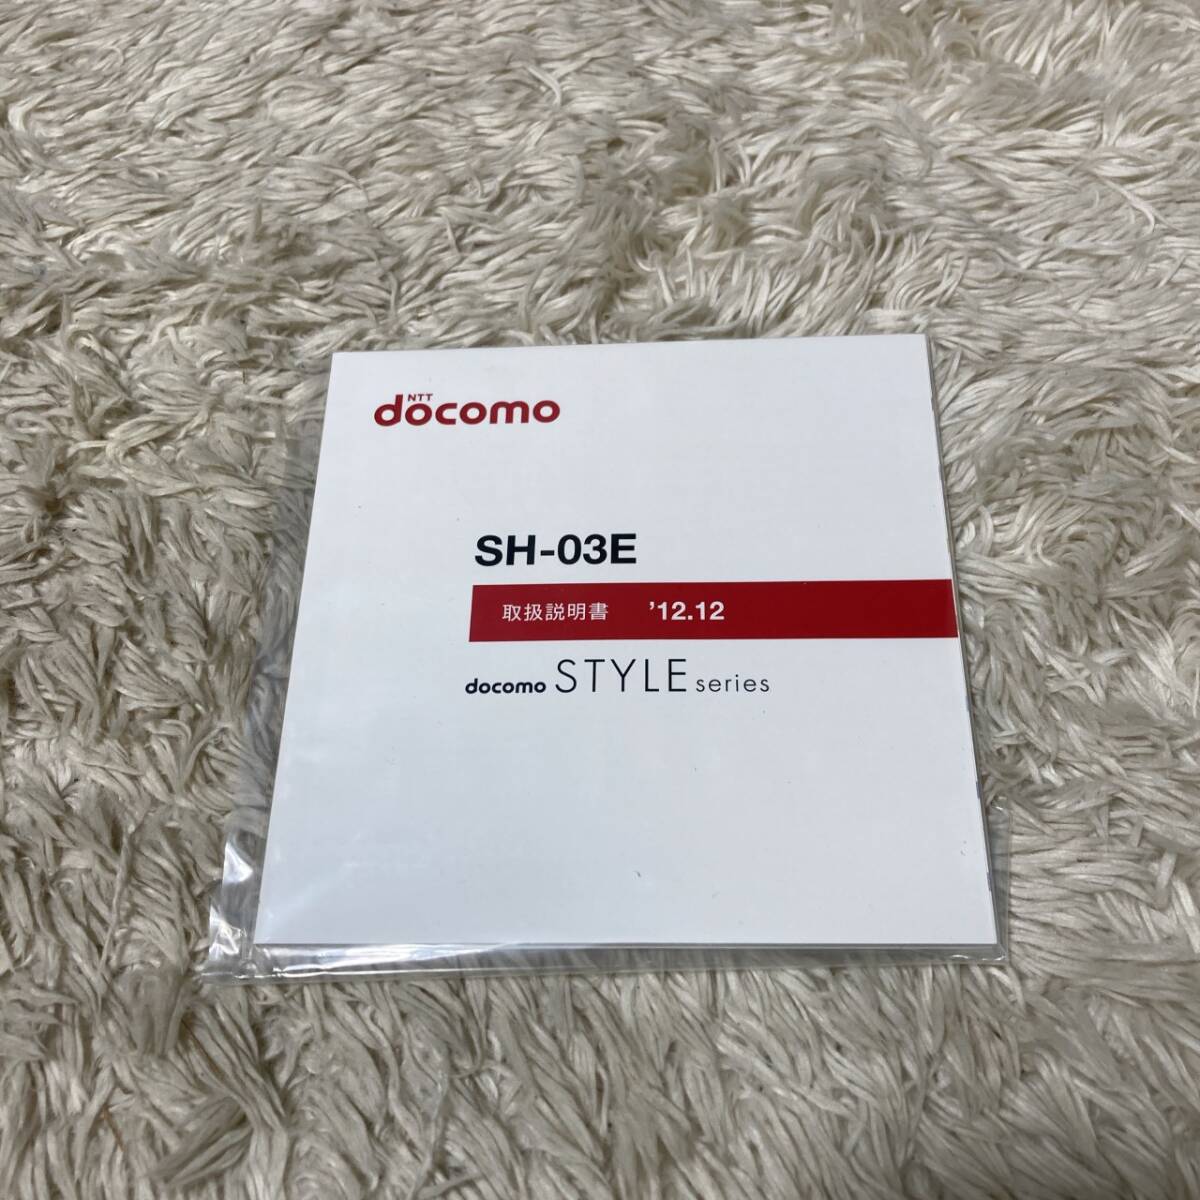 NTT
docomo
SH-03E
取扱説明書 ’12.12
docomo STYLE series